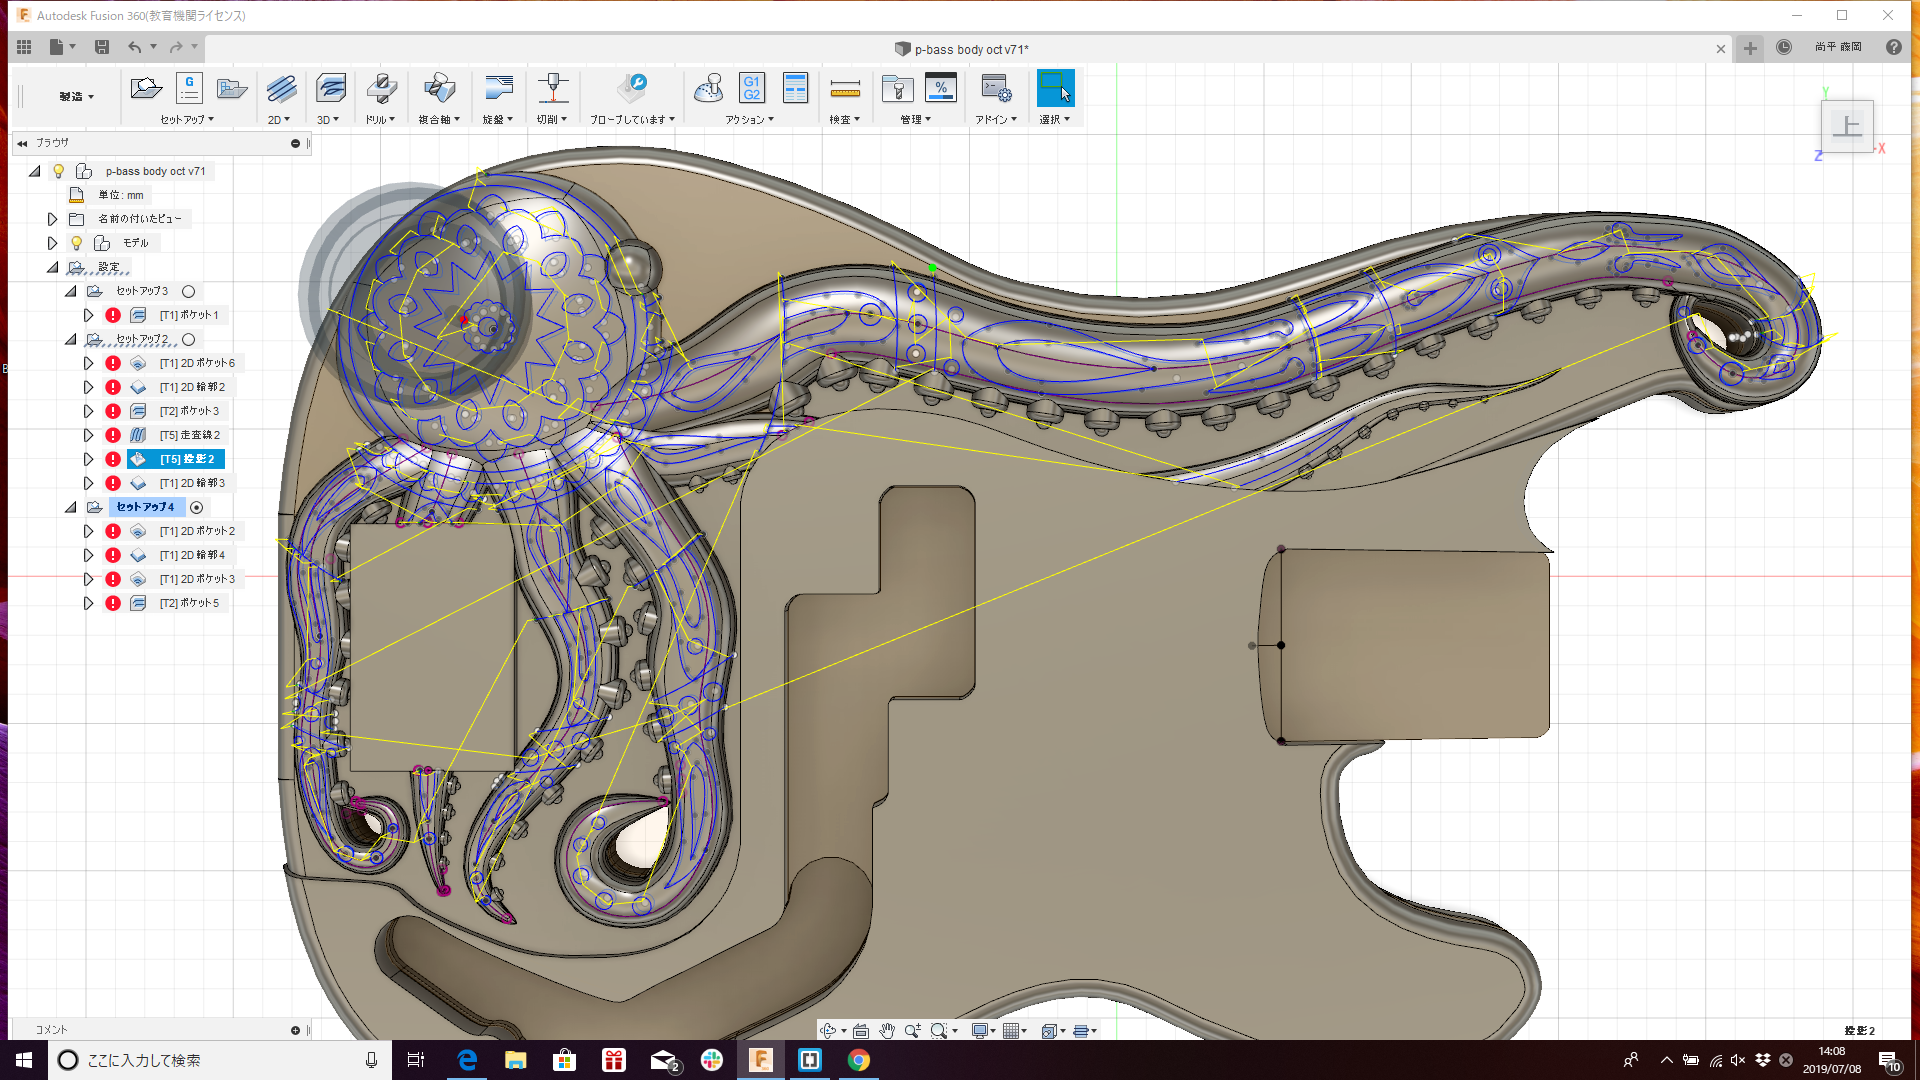 Autodesk Fusion 360(教育機関ライセンス)
p-bass body oct v71*
尚平 藤岡
製造
セットアップ
2D
3D
ドリル
複合軸
旋盤
切削
プローブしています
アクション
検査
管理
アドイン
選択
G
G1
G2
%
ブラウザ
p-bass body oct v71
単位: mm
名前の付いたビュー
モデル
設定
セットアップ3
[T1] ポケット1
セットアップ2
[T1] 2D ポケット6
[T1] 2D 輪郭2
[T2] ポケット3
[T5] 走査線2
[T5] 投影2
[T1] 2D 輪郭3
セットアップ4
[T1] 2D ポケット2
[T1] 2D 輪郭4
[T1] 2D ポケット3
[T2] ポケット5
Y
上
X
Z
コメント
投影2
ここに入力して検索
2
14:08
2019/07/08
10